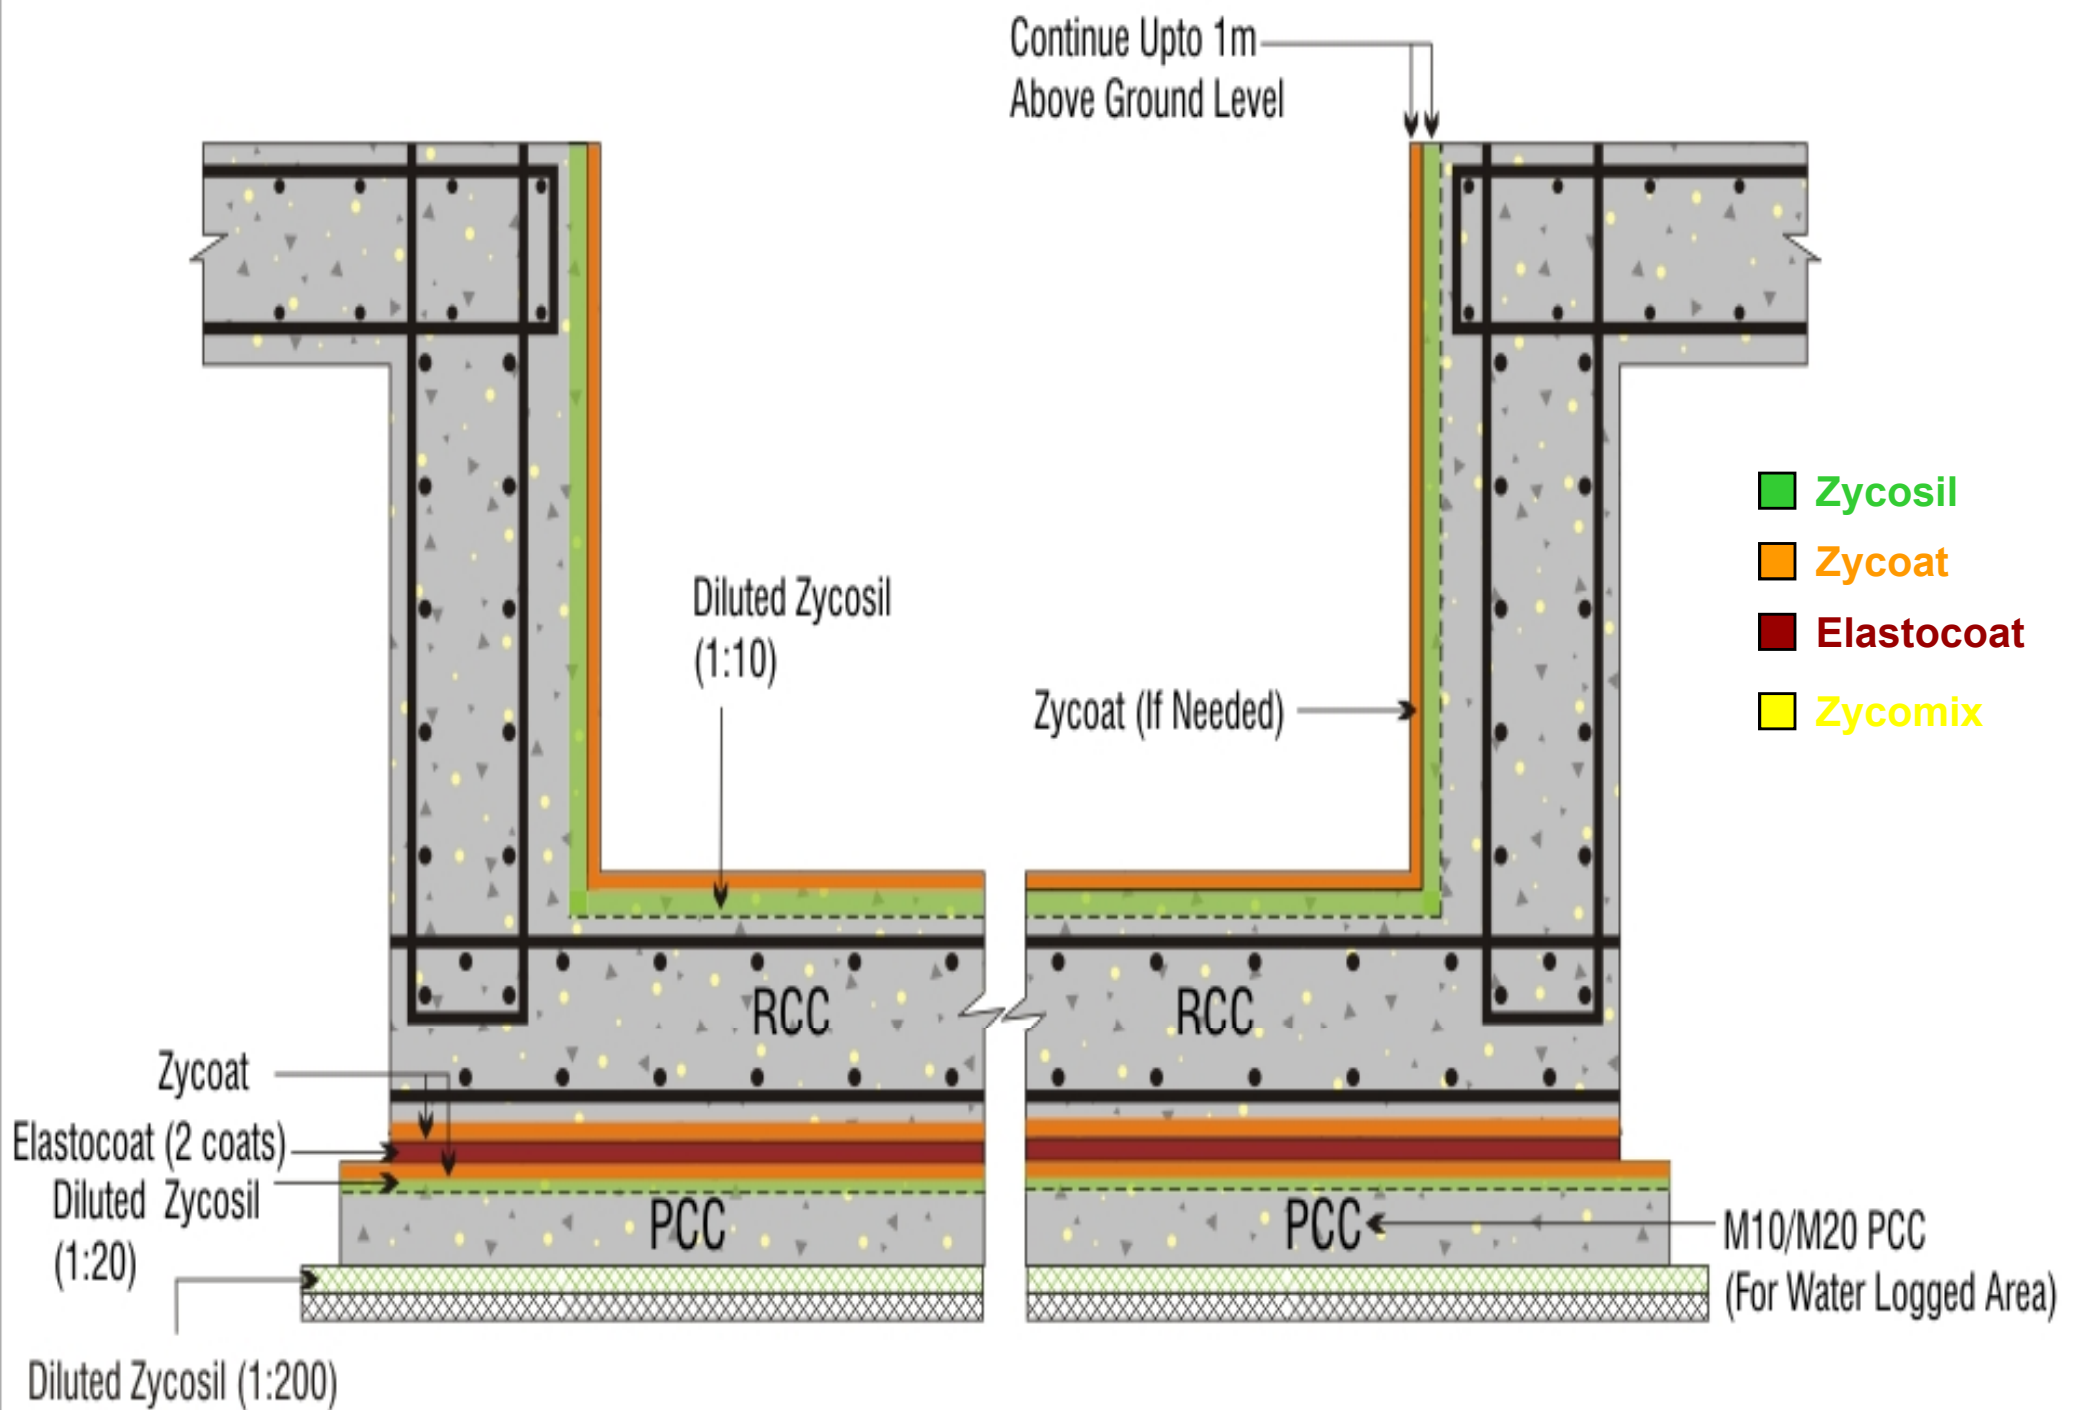 Continue Upto 1m
Above Ground Level
Zycosil
Zycoat
Elastocoat
Zycomix
Diluted Zycosil
(1:10)
Zycoat (If Needed)
RCC
RCC
Zycoat
Elastocoat (2 coats)
Diluted Zycosil
(1:20)
PCC
PCC
M10/M20 PCC
(For Water Logged Area)
Diluted Zycosil (1:200)